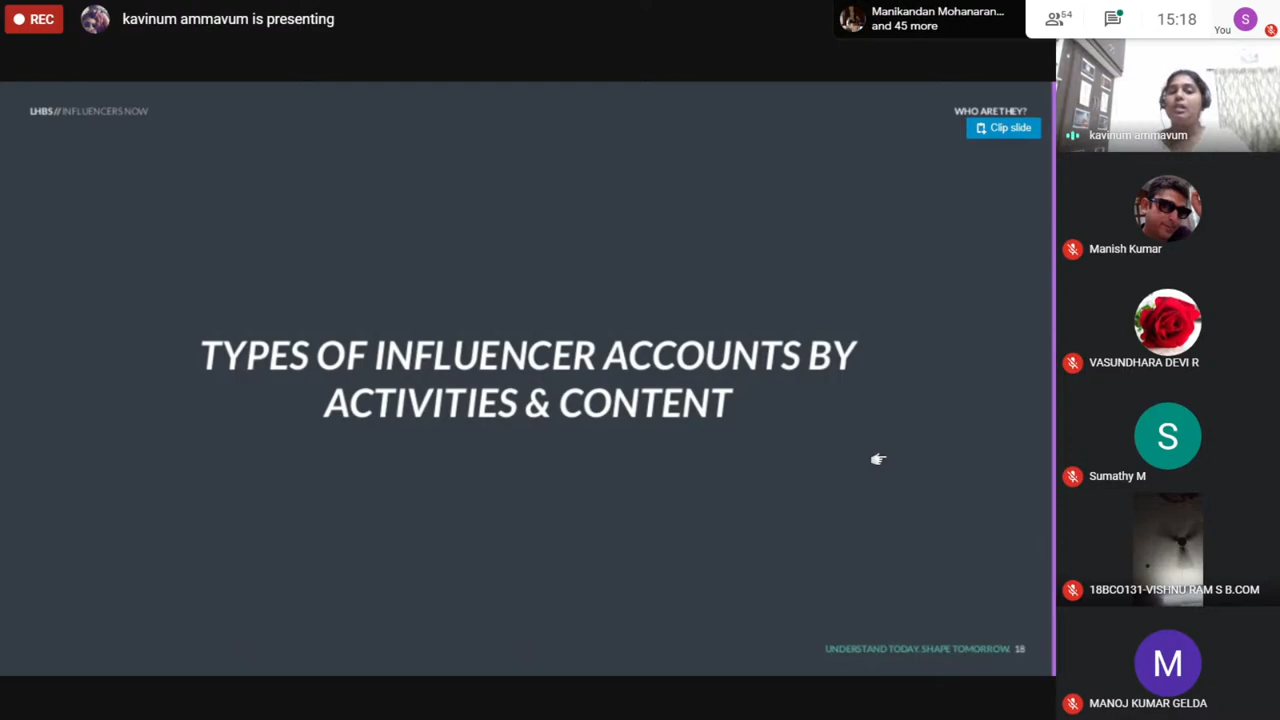 REC
kavinum ammavum is presenting
Manikandan Mohanaran...
and 45 more
54
15:18
You
S
LHBS// INFLUENCERS NOW
WHO ARE THEY?
Clip slide
TYPES OF INFLUENCER ACCOUNTS BY
ACTIVITIES & CONTENT
UNDERSTAND TODAY. SHAPE TOMORROW. 18
kavinum ammavum
Manish Kumar
VASUNDHARA DEVI R
S
Sumathy M
18BCO131-VISHNU RAM S B.COM
M
MANOJ KUMAR GELDA